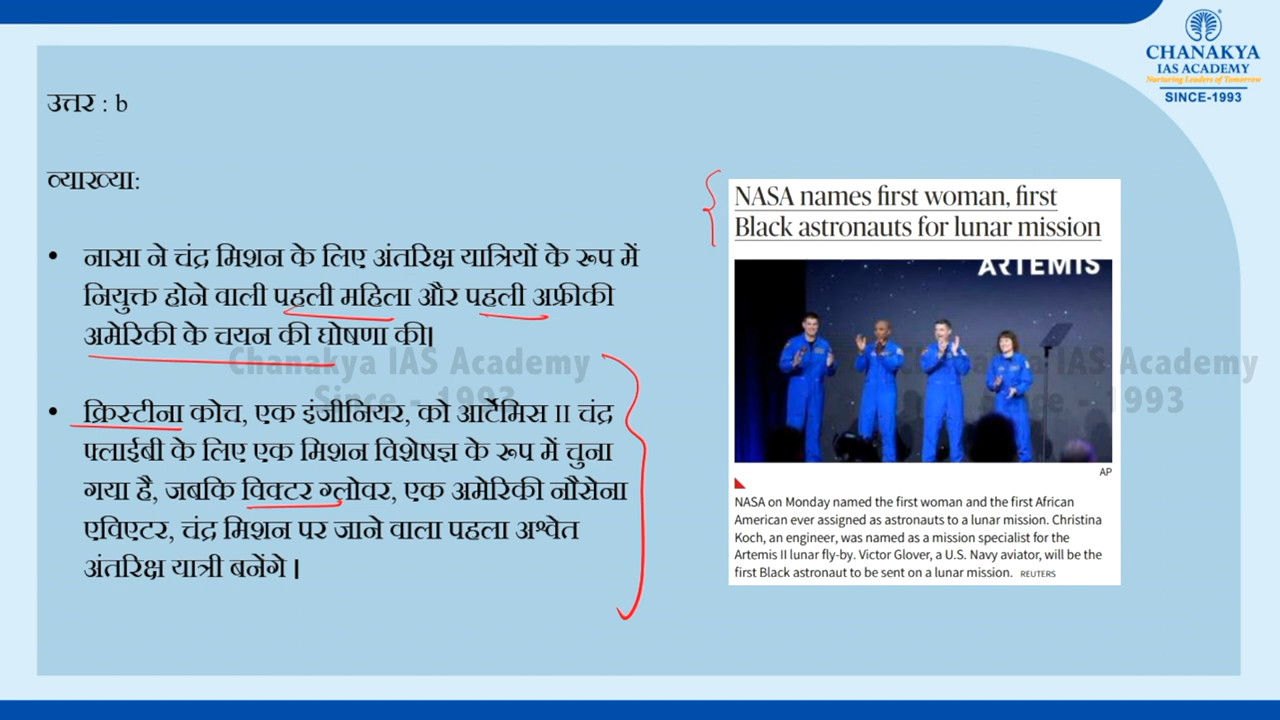 CHANAKYA
IAS ACADEMY
Nurturing Leaders of Tomorrow
SINCE-1993
उत्तर : b
व्याख्या:
• नासा ने चंद्र मिशन के लिए अंतरिक्ष यात्रियों के रूप में
नियुक्त होने वाली पहली महिला और पहली अफ्रीकी
अमेरिकी के चयन की घोषणा की।
• क्रिस्टीना कोच, एक इंजीनियर, को आर्टेमिस II चंद्र
फ्लाईबी के लिए एक मिशन विशेषज्ञ के रूप में चुना
गया है, जबकि विक्टर ग्लोवर, एक अमेरिकी नौसेना
एविएटर, चंद्र मिशन पर जाने वाला पहला अश्वेत
अंतरिक्ष यात्री बनेंगे ।
NASA names first woman, first
Black astronauts for lunar mission
ARTEMIS
AP
NASA on Monday named the first woman and the first African
American ever assigned as astronauts to a lunar mission. Christina
Koch, an engineer, was named as a mission specialist for the
Artemis II lunar fly-by. Victor Glover, a U.S. Navy aviator, will be the
first Black astronaut to be sent on a lunar mission. REUTERS
Chanakya IAS Academy
Since - 1993
Academy
1993